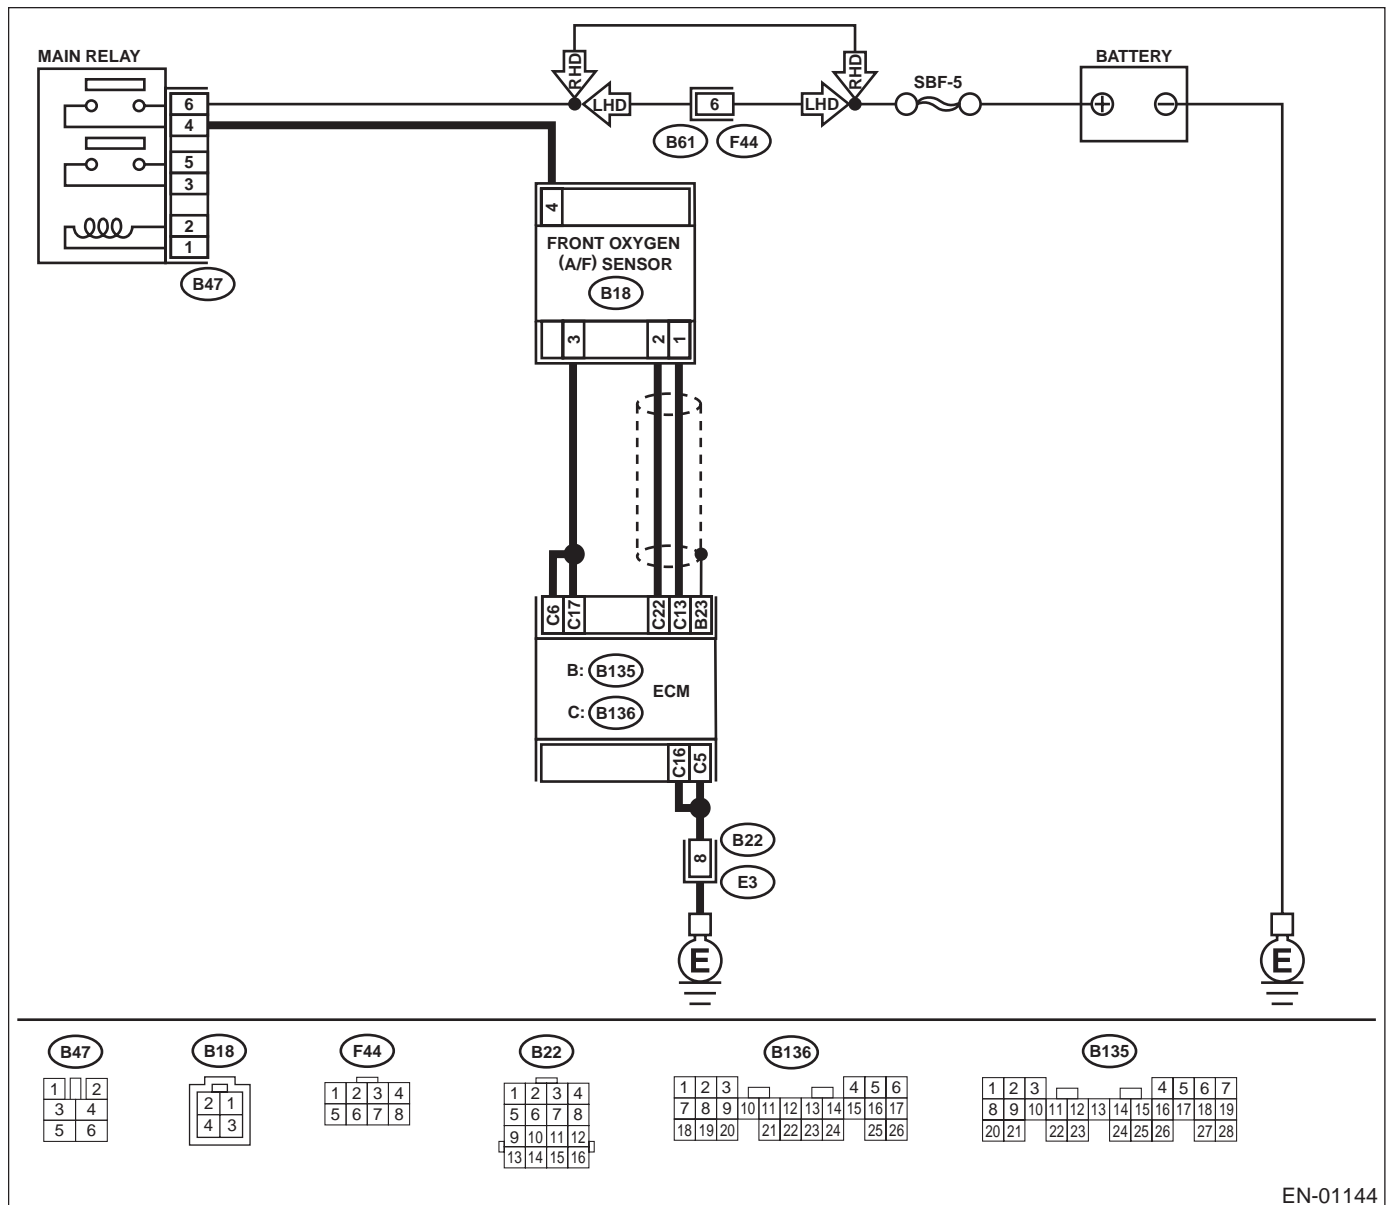 MAIN RELAY
6
4
5
3
2
1
B47
RHD
LHD
6
B61
F44
LHD
RHD
SBF-5
BATTERY
4
FRONT OXYGEN
(A/F) SENSOR
B18
3
2
1
C6
C17
C22
C13
B23
B: B135
ECM
C: B136
C16
C5
8
B22
E3
E
E
B47
1 2
3 4
5 6
B18
2 1
4 3
F44
1 2 3 4
5 6 7 8
B22
1 2 3 4
5 6 7 8
9 10 11 12
13 14 15 16
B136
1 2 3 4 5 6
7 8 9 10 11 12 13 14 15 16 17
18 19 20 21 22 23 24 25 26
B135
1 2 3 4 5 6 7
8 9 10 11 12 13 14 15 16 17 18 19
20 21 22 23 24 25 26 27 28
EN-01144